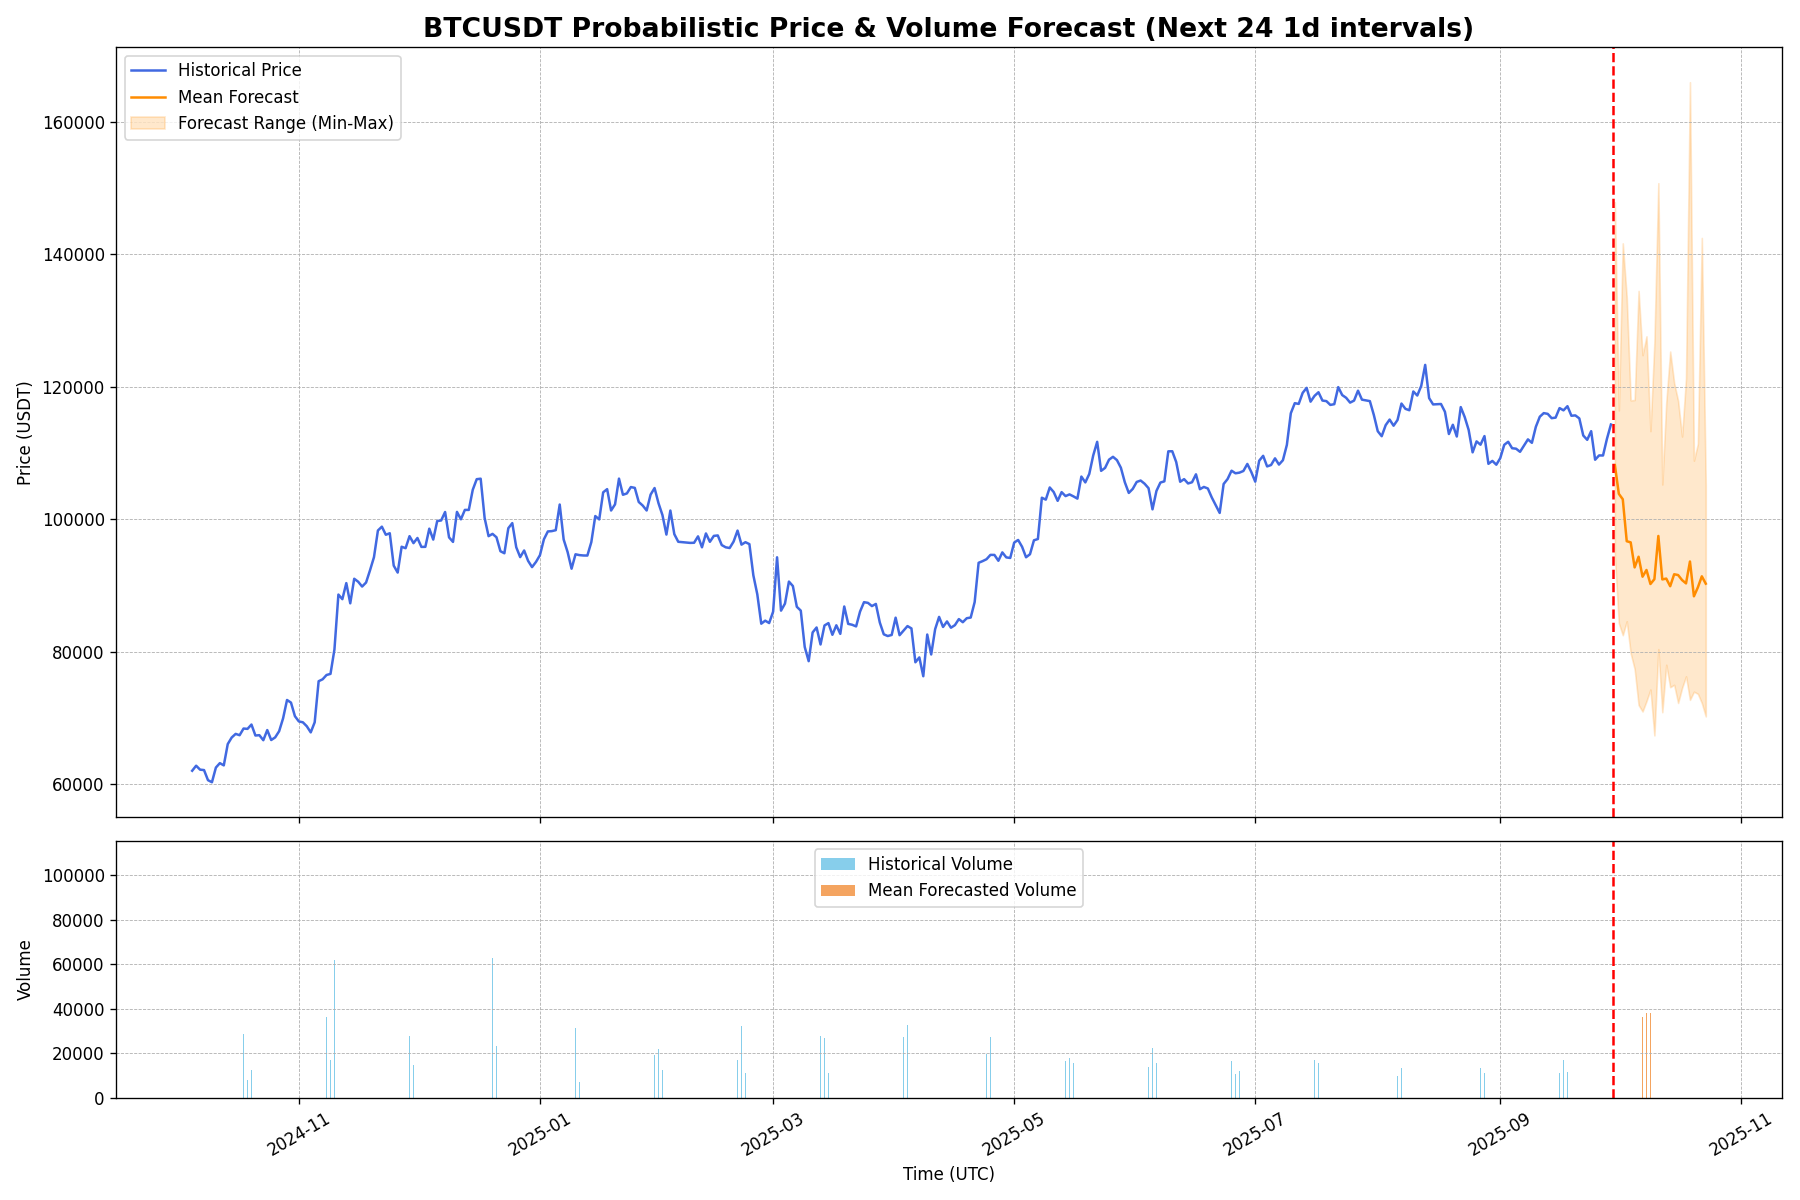 BTCUSDT Probabilistic Price & Volume Forecast (Next 24 1d intervals)
Historical Price
Mean Forecast
Forecast Range (Min-Max)
Price (USDT)
160000
140000
120000
100000
80000
60000
Historical Volume
Mean Forecasted Volume
Volume
100000
80000
60000
40000
20000
0
2024-11
2025-01
2025-03
2025-05
2025-07
2025-09
2025-11
Time (UTC)